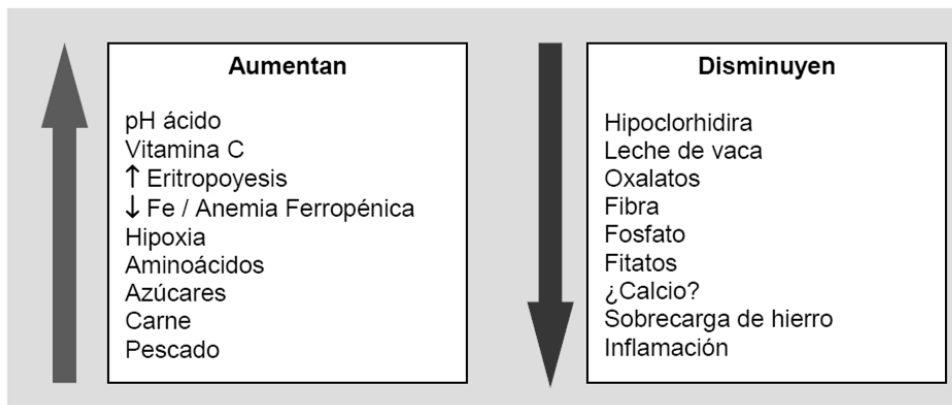 Aumentan
pH ácido
Vitamina C
↑ Eritropoyesis
↓ Fe / Anemia Ferropénica
Hipoxia
Aminoácidos
Azúcares
Carne
Pescado
Disminuyen
Hipoclorhidira
Leche de vaca
Oxalatos
Fibra
Fosfato
Fitatos
¿Calcio?
Sobrecarga de hierro
Inflamación